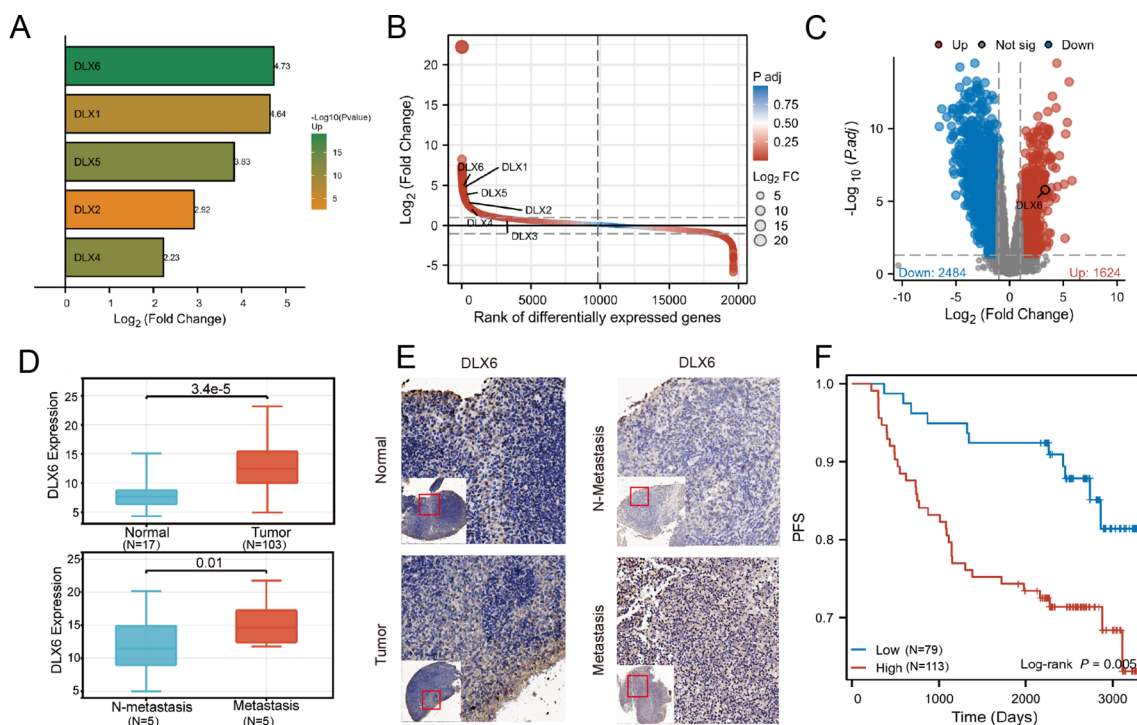 A
0 1 2 3 4 5
DLX6 4.73
DLX1 4.64
DLX5 3.83
DLX2 2.92
DLX4 2.23
Log2 (Fold Change)
-Log10(Pvalue)
Up
15
10
5
B
20
15
10
5
0
-5
Log2 (Fold Change)
DLX6
DLX1
DLX5
DLX2
DLX4
DLX3
0 5000 10000 15000 20000
Rank of differentially expressed genes
P adj
0.75
0.50
0.25
Log2 FC
5
10
15
20
C
Up Not sig Down
10
5
0
-Log10 (P.adj)
DLX6
Down: 2484 Up: 1624
-10 -5 0 5 10
Log2 (Fold Change)
D
DLX6 Expression
25
20
15
10
5
3.4e-5
Normal Tumor
(N=17) (N=103)
DLX6 Expression
25
20
15
10
5
0.01
N-metastasis Metastasis
(N=5) (N=5)
E
DLX6 DLX6
Normal
N-Metastasis
Tumor
Metastasis
F
1.0
0.9
0.8
0.7
PFS
Low (N=79)
High (N=113)
Log-rank P = 0.005
0 1000 2000 3000
Time (Days)